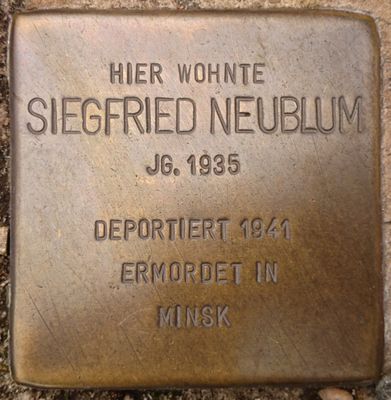 HIER WOHNTE
SIEGFRIED NEUBLUM
JG. 1935
DEPORTIERT 1941
ERMORDET IN
MINSK